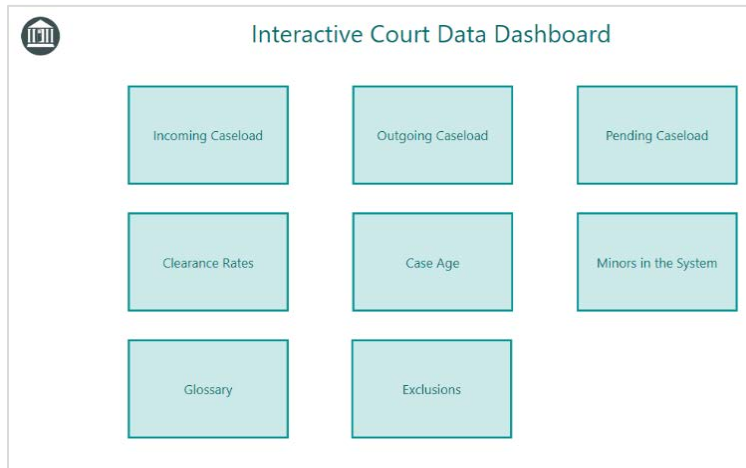 Interactive Court Data Dashboard
Incoming Caseload
Outgoing Caseload
Pending Caseload
Clearance Rates
Case Age
Minors in the System
Glossary
Exclusions